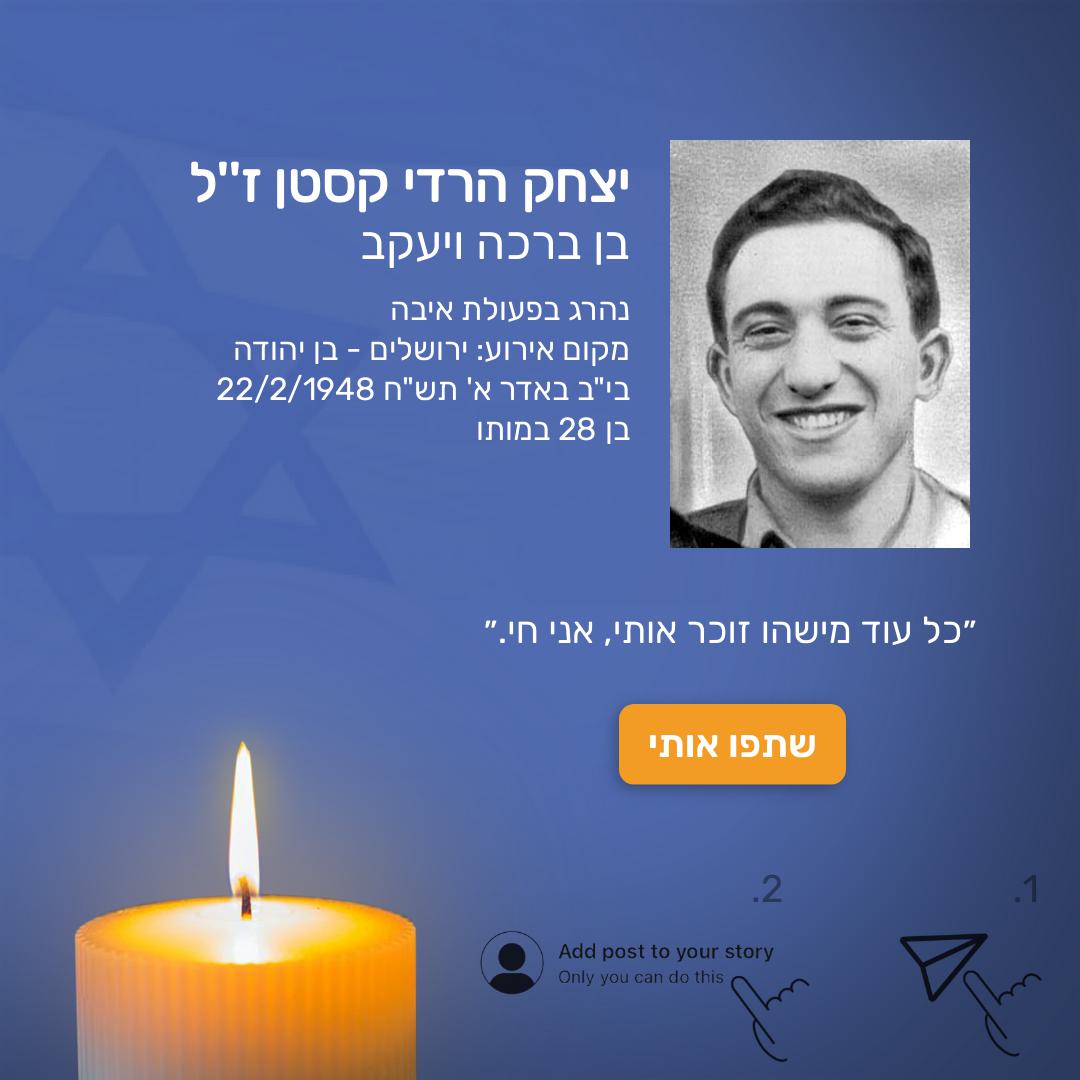 יצחק הרדי קסטן ז"ל
בן ברכה ויעקב
נהרג בפעולת איבה
מקום אירוע: ירושלים - בן יהודה
בי"ב באדר א' תש"ח 22/2/1948
בן 28 במותו
״כל עוד מישהו זוכר אותי, אני חי.״
שתפו אותי
1.
2.
Add post to your story
Only you can do this